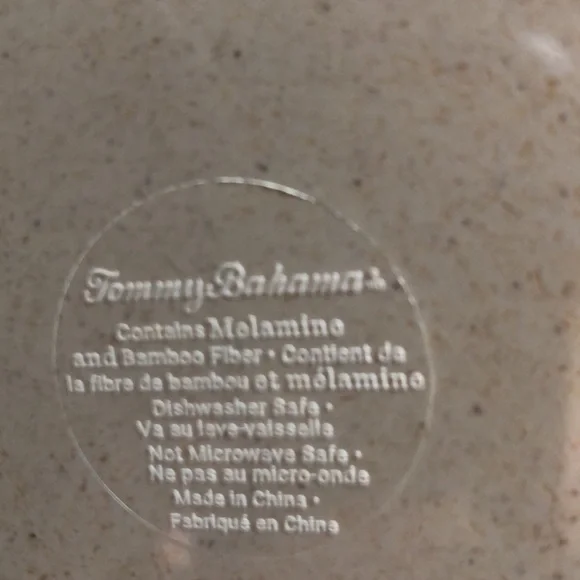 Tommy Bahama
Contains Melamine
and Bamboo Fiber • Contient de
la fibre de bambou et mélamine
Dishwasher Safe •
Va au lave-vaisselle
Not Microwave Safe •
Ne pas au micro-onde
Made in China •
Fabriqué en Chine